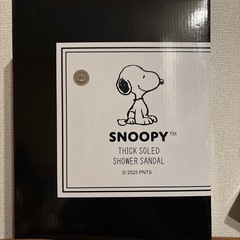 SNOOPY™
THICK SOLED
SHOWER SANDAL
© 2025 PNTS